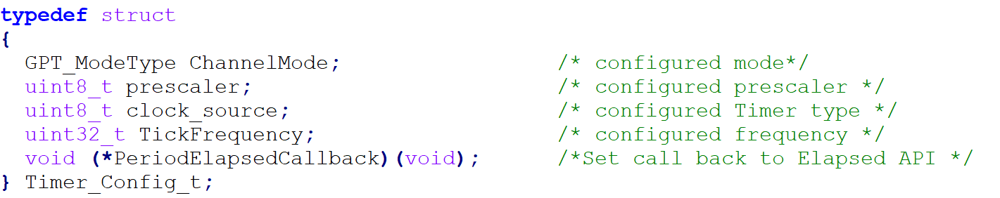 typedef struct
{
GPT_ModeType ChannelMode; /* configured mode*/
uint8_t prescaler; /* configured prescaler */
uint8_t clock_source; /* configured Timer type */
uint32_t TickFrequency; /* configured frequency */
void (*PeriodElapsedCallback)(void); /*Set call back to Elapsed API */
} Timer_Config_t;